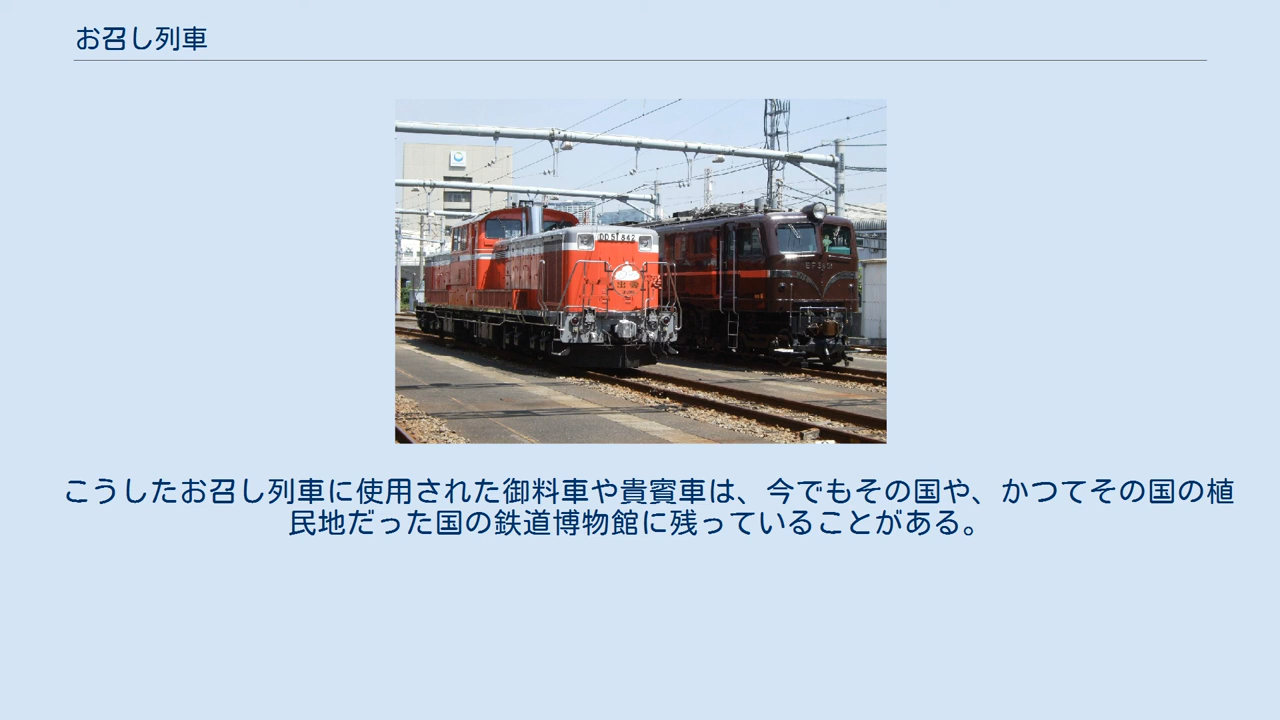 お召し列車
DD51 842
こうしたお召し列車に使用された御料車や貴賓車は、今でもその国や、かつてその国の植
民地だった国の鉄道博物館に残っていることがある。